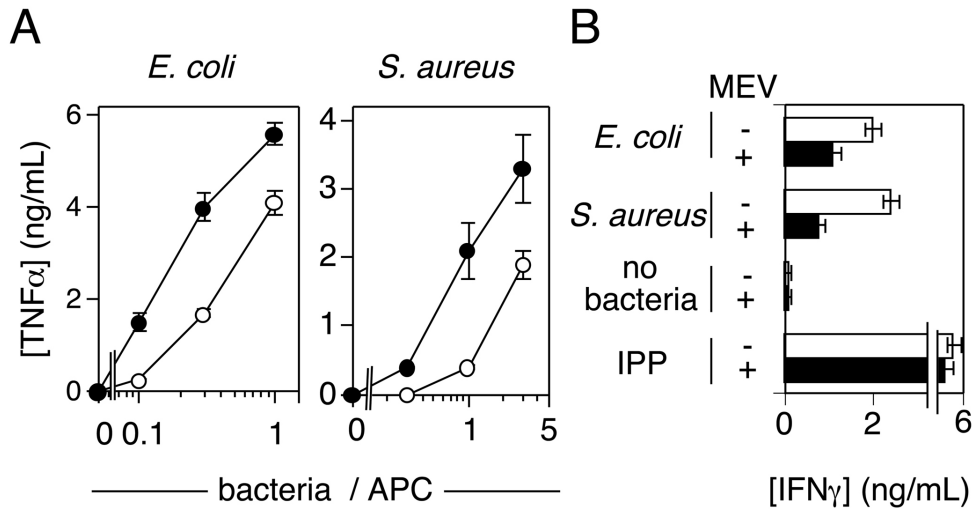 A
E. coli
S. aureus
[TNFα] (ng/mL)
6
4
2
0
0 0.1 1
4
3
2
1
0
0 1 5
bacteria / APC
B
MEV
E. coli
-
+
S. aureus
-
+
no
bacteria
-
+
IPP
-
+
0 2 6
[IFNγ] (ng/mL)